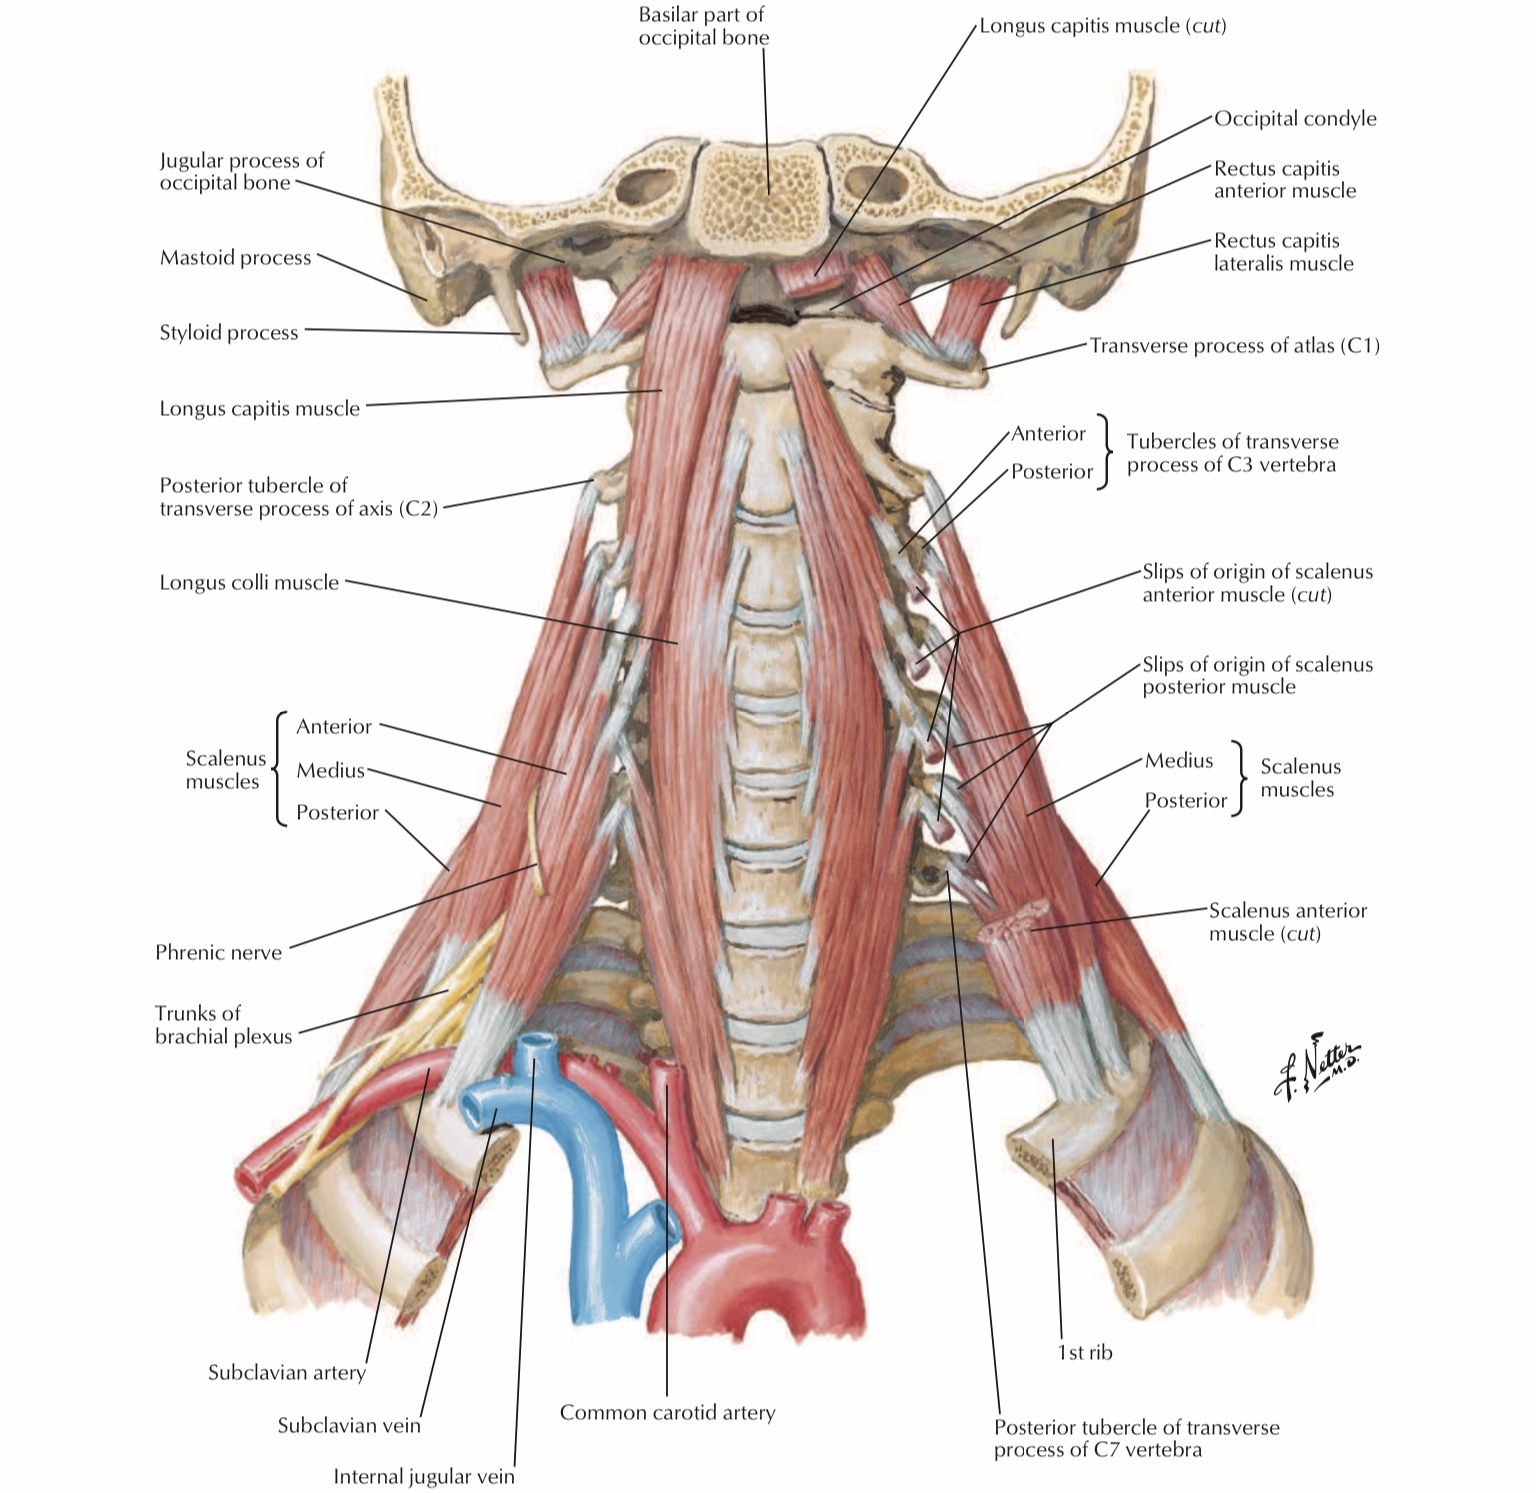 Basilar part of
occipital bone
Longus capitis muscle (cut)
Occipital condyle
Jugular process of
occipital bone
Rectus capitis
anterior muscle
Mastoid process
Rectus capitis
lateralis muscle
Styloid process
Transverse process of atlas (C1)
Longus capitis muscle
Anterior
Posterior
Tubercles of transverse
process of C3 vertebra
Posterior tubercle of
transverse process of axis (C2)
Longus colli muscle
Slips of origin of scalenus
anterior muscle (cut)
Slips of origin of scalenus
posterior muscle
Scalenus
muscles
Anterior
Medius
Posterior
Medius
Posterior
Scalenus
muscles
Phrenic nerve
Scalenus anterior
muscle (cut)
Trunks of
brachial plexus
F. Netter
M.D.
1st rib
Subclavian artery
Subclavian vein
Common carotid artery
Posterior tubercle of transverse
process of C7 vertebra
Internal jugular vein